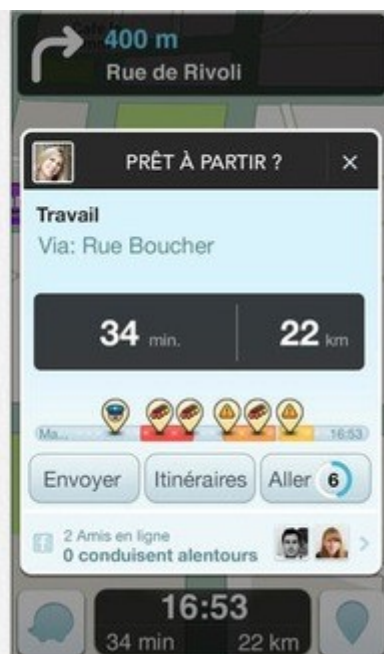 400 m
Rue de Rivoli
PRÊT À PARTIR ?
Travail
Via: Rue Boucher
34 min. 22 km
Ma... 16:53
Envoyer Itinéraires Aller 6
2 Amis en ligne
0 conduisent alentours
16:53
34 min 22 km